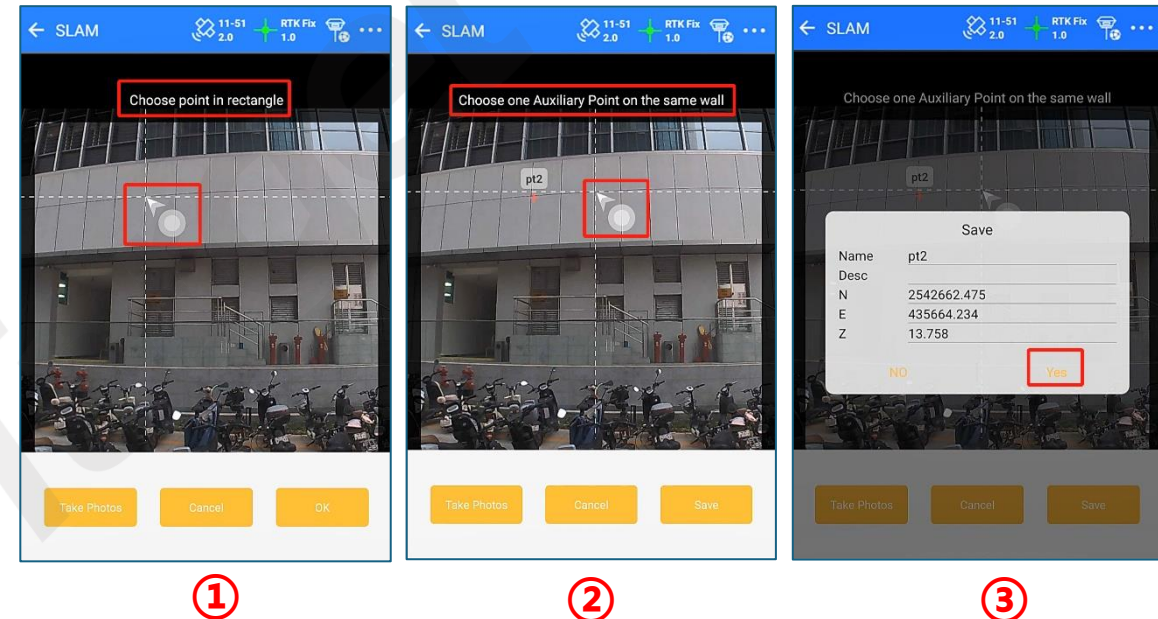 ← SLAM 11-51 2.0 RTK Fix 1.0 ...
Choose point in rectangle
Take Photos Cancel OK
①
← SLAM 11-51 2.0 RTK Fix 1.0 ...
Choose one Auxiliary Point on the same wall
pt2
Take Photos Cancel Save
②
← SLAM 11-51 2.0 RTK Fix 1.0 ...
Choose one Auxiliary Point on the same wall
pt2
Save
Name pt2
Desc
N 2542662.475
E 435664.234
Z 13.758
NO Yes
Take Photos Cancel Save
③